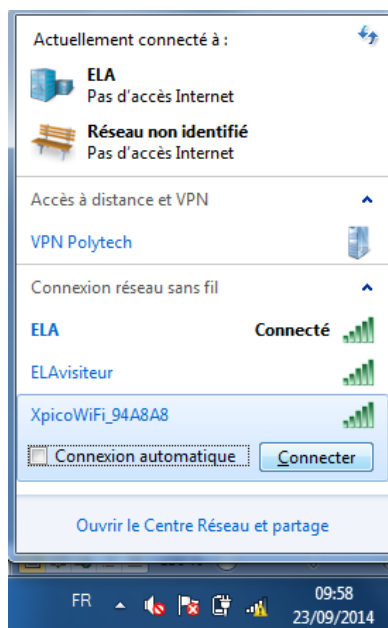 Actuellement connecté à :
ELA
Pas d'accès Internet
Réseau non identifié
Pas d'accès Internet
Accès à distance et VPN
VPN Polytech
Connexion réseau sans fil
ELA Connecté
ELAvisiteur
XpicoWiFi_94A8A8
Connexion automatique Connecter
Ouvrir le Centre Réseau et partage
FR 09:58
23/09/2014